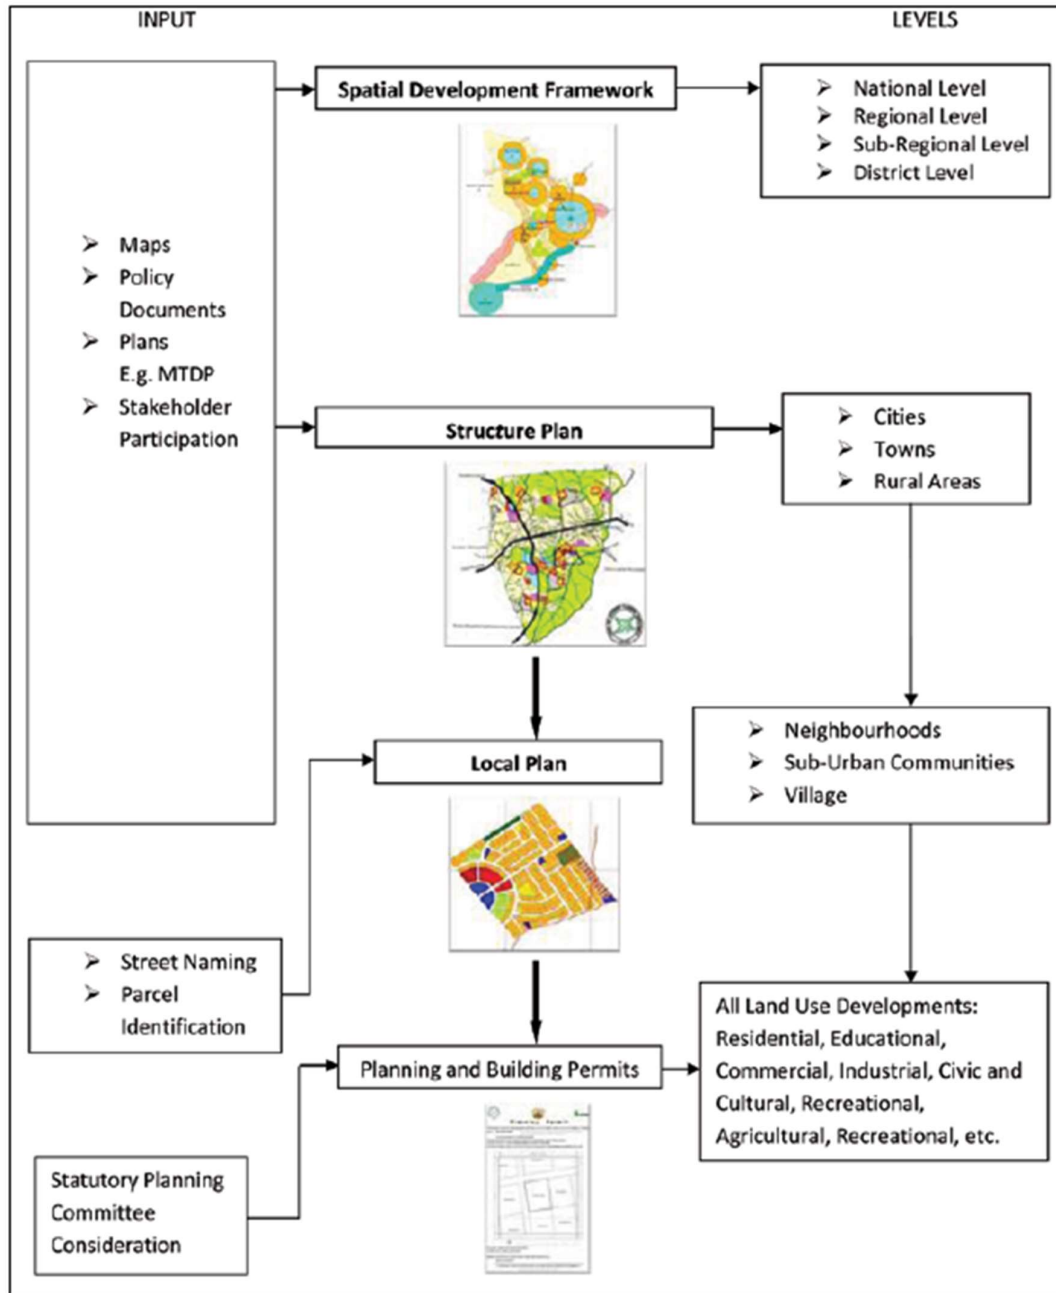 INPUT
LEVELS
Spatial Development Framework
➢ National Level
➢ Regional Level
➢ Sub-Regional Level
➢ District Level
➢ Maps
➢ Policy
Documents
➢ Plans
E.g. MTDP
➢ Stakeholder
Participation
Structure Plan
➢ Cities
➢ Towns
➢ Rural Areas
Local Plan
➢ Neighbourhoods
➢ Sub-Urban Communities
➢ Village
➢ Street Naming
➢ Parcel
Identification
Planning and Building Permits
All Land Use Developments:
Residential, Educational,
Commercial, Industrial, Civic and
Cultural, Recreational,
Agricultural, Recreational, etc.
Statutory Planning
Committee
Consideration